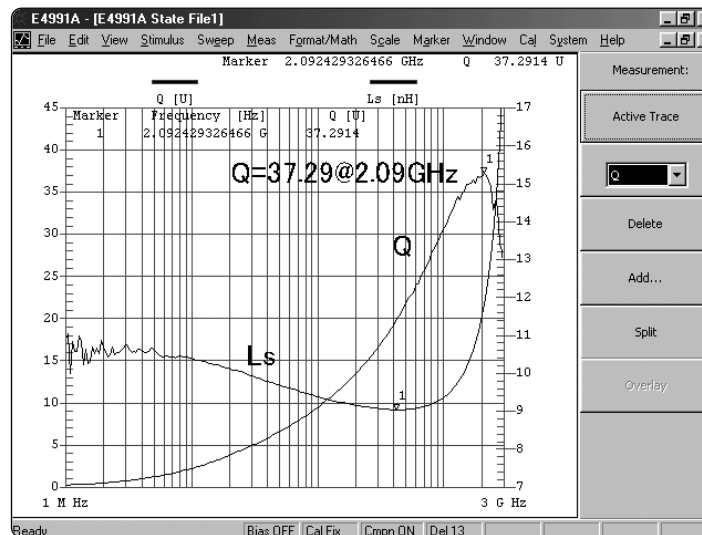 E4991A - [E4991A State File1]
File Edit View Stimulus Sweep Meas Format/Math Scale Marker Window Cal System Help
Marker 2.092429326466 GHz Q 37.2914 U
Measurement:
Q [U] Ls [nH]
Marker Frequency [Hz] Q [U]
1 2.092429326466 G 37.2914
Q=37.29@2.09GHz
1
Q
Ls
1
45
40
35
30
25
20
15
10
5
0
17
16
15
14
13
12
11
10
9
8
7
1 M Hz 3 G Hz
Active Trace
Q
Delete
Add...
Split
Overlay
Ready Bias OFF Cal Fix Cmpn ON Del 13